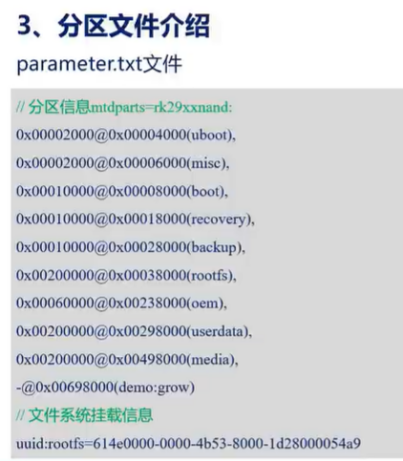 3、分区文件介绍
parameter.txt文件
// 分区信息mtdparts=rk29xxnand:
0x00002000@0x00004000(uboot),
0x00002000@0x00006000(misc),
0x00010000@0x00008000(boot),
0x00010000@0x00018000(recovery),
0x00010000@0x00028000(backup),
0x00200000@0x00038000(rootfs),
0x00060000@0x00238000(oem),
0x00200000@0x00298000(userdata),
0x00200000@0x00498000(media),
-@0x00698000(demo:grow)
// 文件系统挂载信息
uuid:rootfs=614e0000-0000-4b53-8000-1d28000054a9